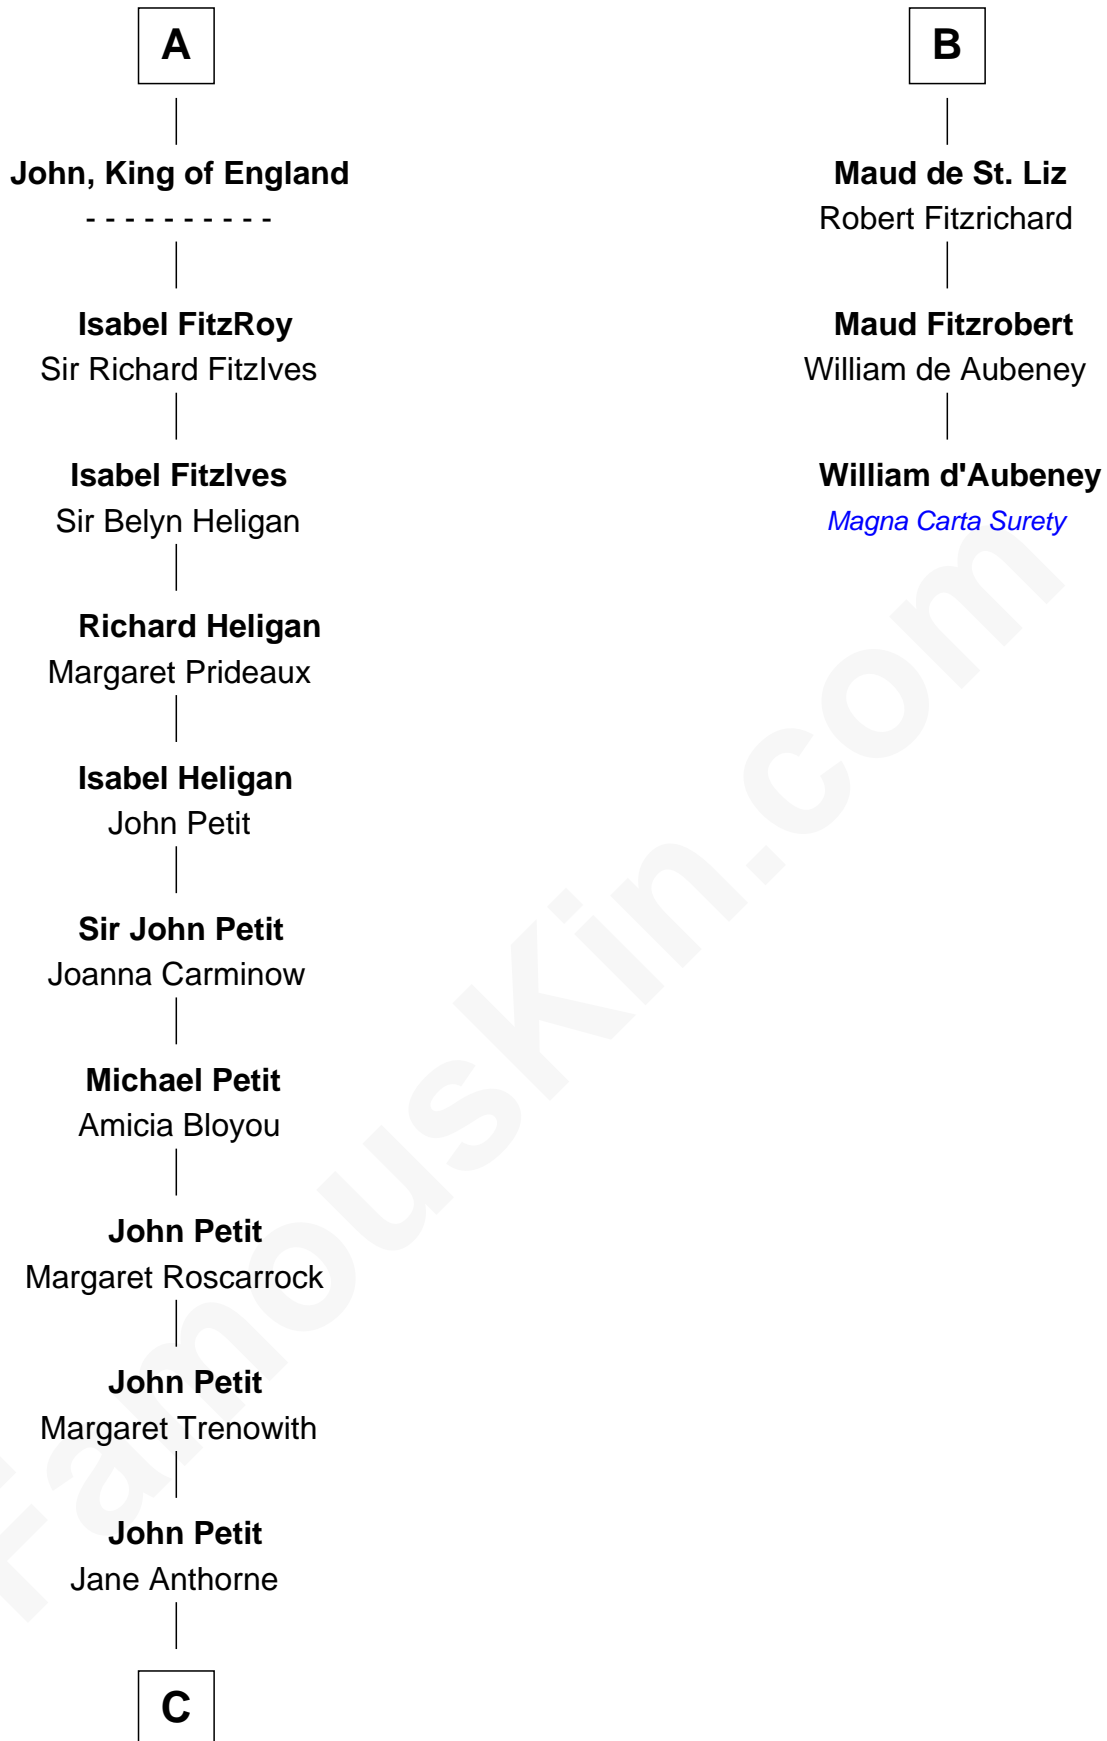 A
John, King of England
- - - - - - - - - -
Isabel FitzRoy
Sir Richard FitzIves
Isabel FitzIves
Sir Belyn Heligan
Richard Heligan
Margaret Prideaux
Isabel Heligan
John Petit
Sir John Petit
Joanna Carminow
Michael Petit
Amicia Bloyou
John Petit
Margaret Roscarrock
John Petit
Margaret Trenowith
John Petit
Jane Anthorne
C
B
Maud de St. Liz
Robert Fitzrichard
Maud Fitzrobert
William de Aubeney
William d'Aubeney
Magna Carta Surety
FamousKin.com